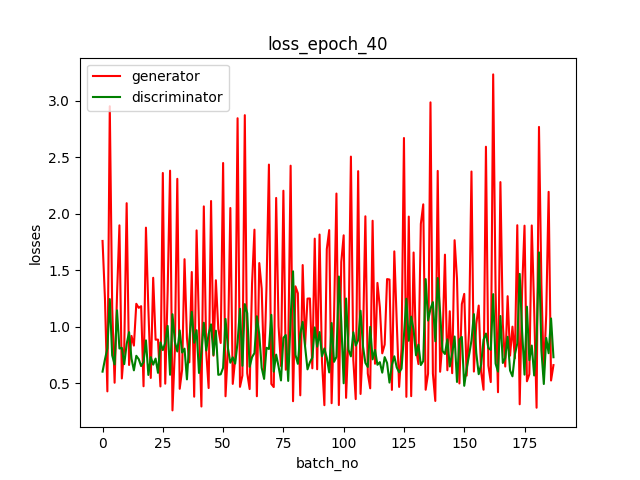 loss_epoch_40
generator
discriminator
3.0
2.5
2.0
1.5
1.0
0.5
losses
0 25 50 75 100 125 150 175
batch_no